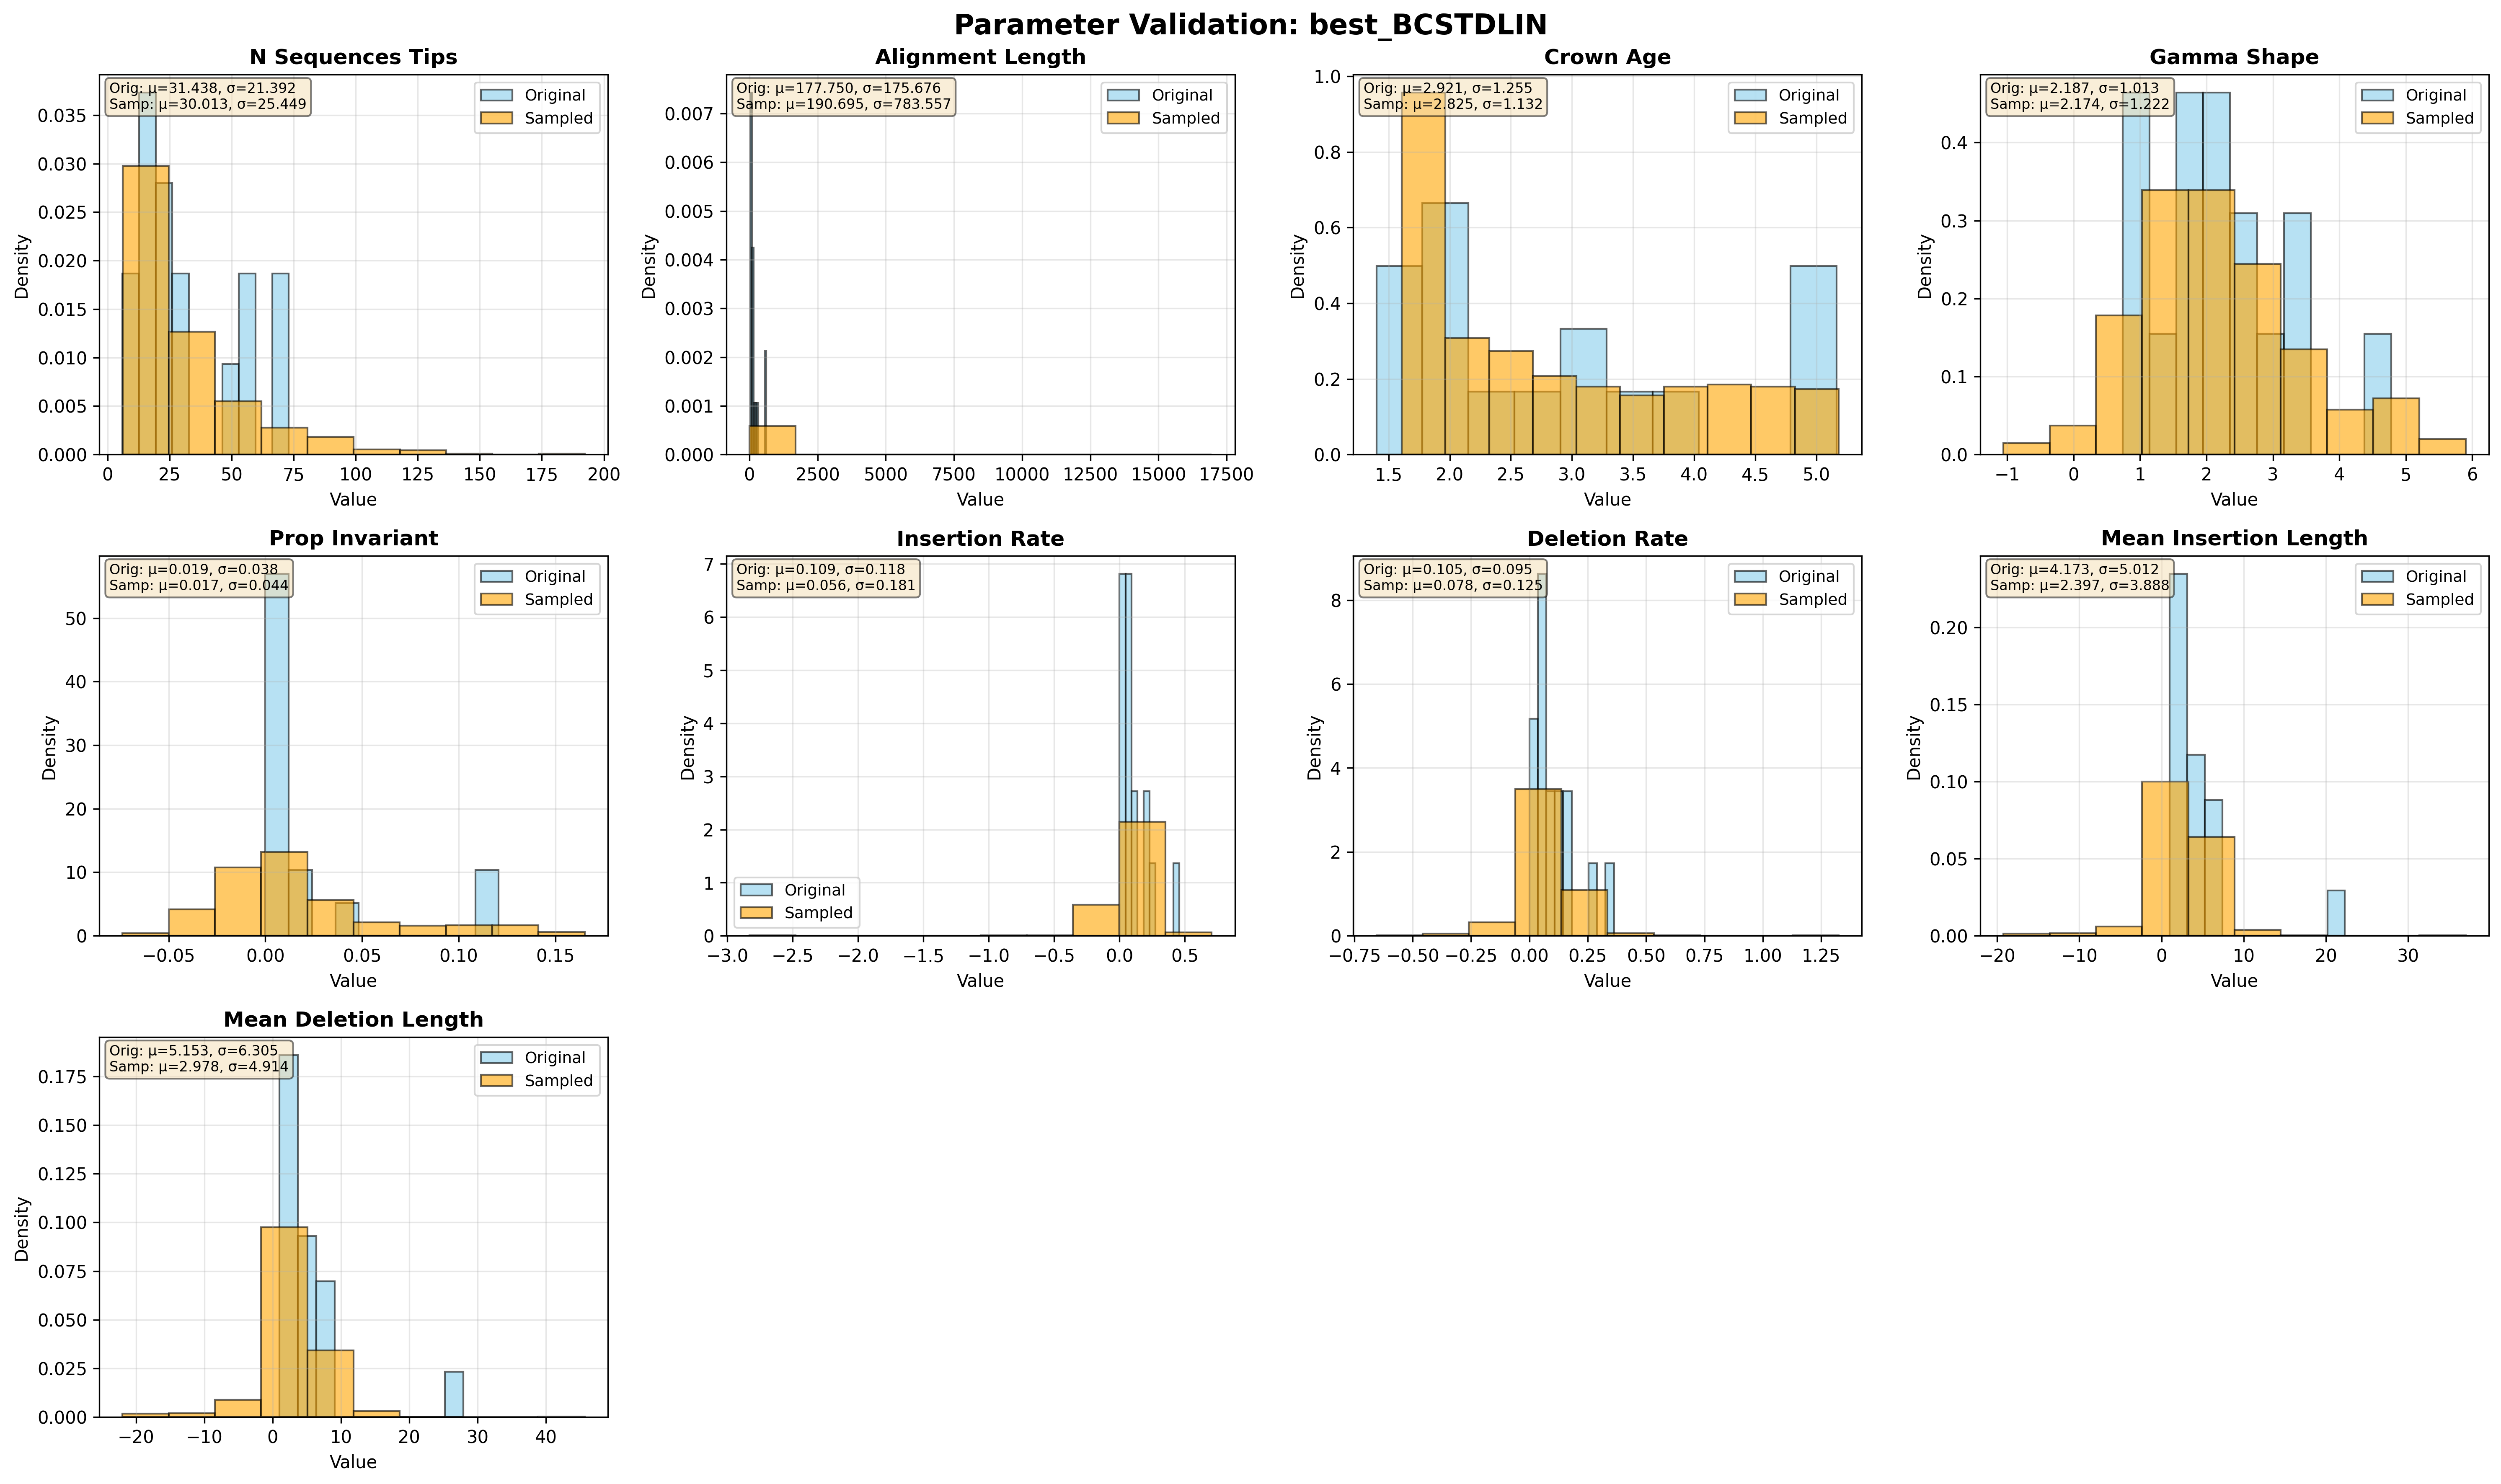 Parameter Validation: best_BCSTDLIN
N Sequences Tips
Orig: μ=31.438, σ=21.392
Samp: μ=30.013, σ=25.449
Original
Sampled
Density
0.035
0.030
0.025
0.020
0.015
0.010
0.005
0.000
0 25 50 75 100 125 150 175 200
Value
Alignment Length
Orig: μ=177.750, σ=175.676
Samp: μ=190.695, σ=783.557
Original
Sampled
Density
0.007
0.006
0.005
0.004
0.003
0.002
0.001
0.000
0 2500 5000 7500 10000 12500 15000 17500
Value
Crown Age
Orig: μ=2.921, σ=1.255
Samp: μ=2.825, σ=1.132
Original
Sampled
Density
1.0
0.8
0.6
0.4
0.2
0.0
1.5 2.0 2.5 3.0 3.5 4.0 4.5 5.0
Value
Gamma Shape
Orig: μ=2.187, σ=1.013
Samp: μ=2.174, σ=1.222
Original
Sampled
Density
0.4
0.3
0.2
0.1
0.0
−1 0 1 2 3 4 5 6
Value
Prop Invariant
Orig: μ=0.019, σ=0.038
Samp: μ=0.017, σ=0.044
Original
Sampled
Density
50
40
30
20
10
0
−0.05 0.00 0.05 0.10 0.15
Value
Insertion Rate
Orig: μ=0.109, σ=0.118
Samp: μ=0.056, σ=0.181
Original
Sampled
Density
7
6
5
4
3
2
1
0
−3.0 −2.5 −2.0 −1.5 −1.0 −0.5 0.0 0.5
Value
Deletion Rate
Orig: μ=0.105, σ=0.095
Samp: μ=0.078, σ=0.125
Original
Sampled
Density
8
6
4
2
0
−0.75 −0.50 −0.25 0.00 0.25 0.50 0.75 1.00 1.25
Value
Mean Insertion Length
Orig: μ=4.173, σ=5.012
Samp: μ=2.397, σ=3.888
Original
Sampled
Density
0.20
0.15
0.10
0.05
0.00
−20 −10 0 10 20 30
Value
Mean Deletion Length
Orig: μ=5.153, σ=6.305
Samp: μ=2.978, σ=4.914
Original
Sampled
Density
0.175
0.150
0.125
0.100
0.075
0.050
0.025
0.000
−20 −10 0 10 20 30 40
Value